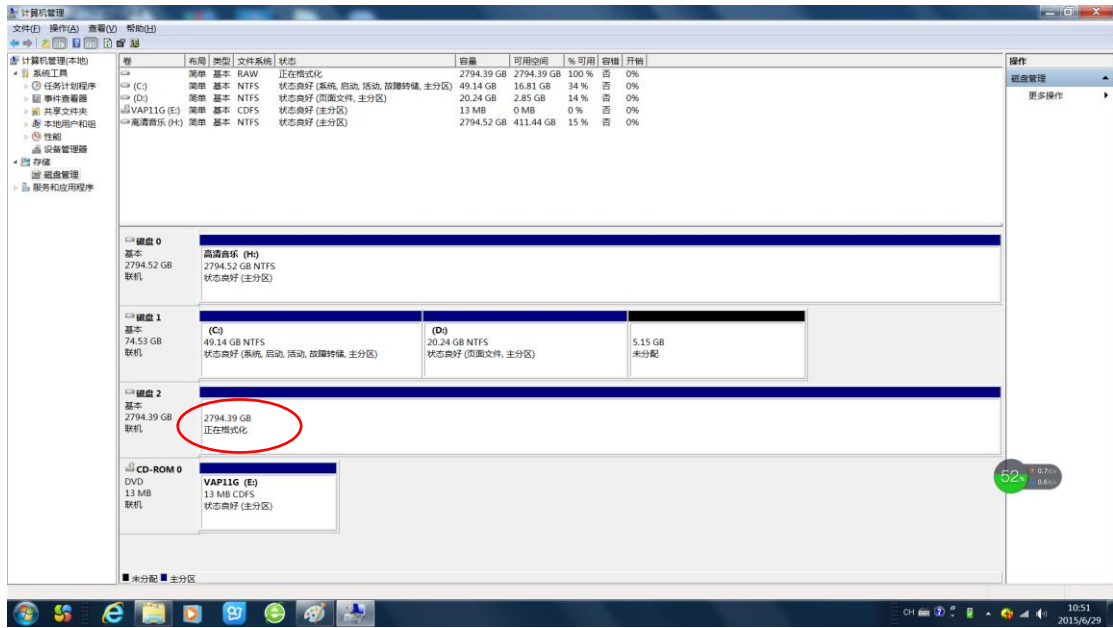 计算机管理
文件(F) 操作(A) 查看(V) 帮助(H)
计算机管理(本地)
系统工具
任务计划程序
事件查看器
共享文件夹
本地用户和组
性能
设备管理器
存储
磁盘管理
服务和应用程序
卷 布局 类型 文件系统 状态 容量 可用空间 % 可用 容错 开销
简单 基本 RAW 正在格式化 2794.39 GB 2794.39 GB 100 % 否 0%
(C:) 简单 基本 NTFS 状态良好 (系统, 启动, 活动, 故障转储, 主分区) 49.14 GB 16.81 GB 34 % 否 0%
(D:) 简单 基本 NTFS 状态良好 (页面文件, 主分区) 20.24 GB 2.85 GB 14 % 否 0%
VAP11G (E:) 简单 基本 CDFS 状态良好 (主分区) 13 MB 0 MB 0 % 否 0%
高清音乐 (H:) 简单 基本 NTFS 状态良好 (主分区) 2794.52 GB 411.44 GB 15 % 否 0%
操作
磁盘管理
更多操作
磁盘 0
基本
2794.52 GB
联机
高清音乐 (H:)
2794.52 GB NTFS
状态良好 (主分区)
磁盘 1
基本
74.53 GB
联机
(C:)
49.14 GB NTFS
状态良好 (系统, 启动, 活动, 故障转储, 主分区)
(D:)
20.24 GB NTFS
状态良好 (页面文件, 主分区)
5.15 GB
未分配
磁盘 2
基本
2794.39 GB
联机
2794.39 GB
正在格式化
CD-ROM 0
DVD
13 MB
联机
VAP11G (E:)
13 MB CDFS
状态良好 (主分区)
52%
0.7K/s
0.6K/s
未分配 主分区
CH
10:51
2015/6/29